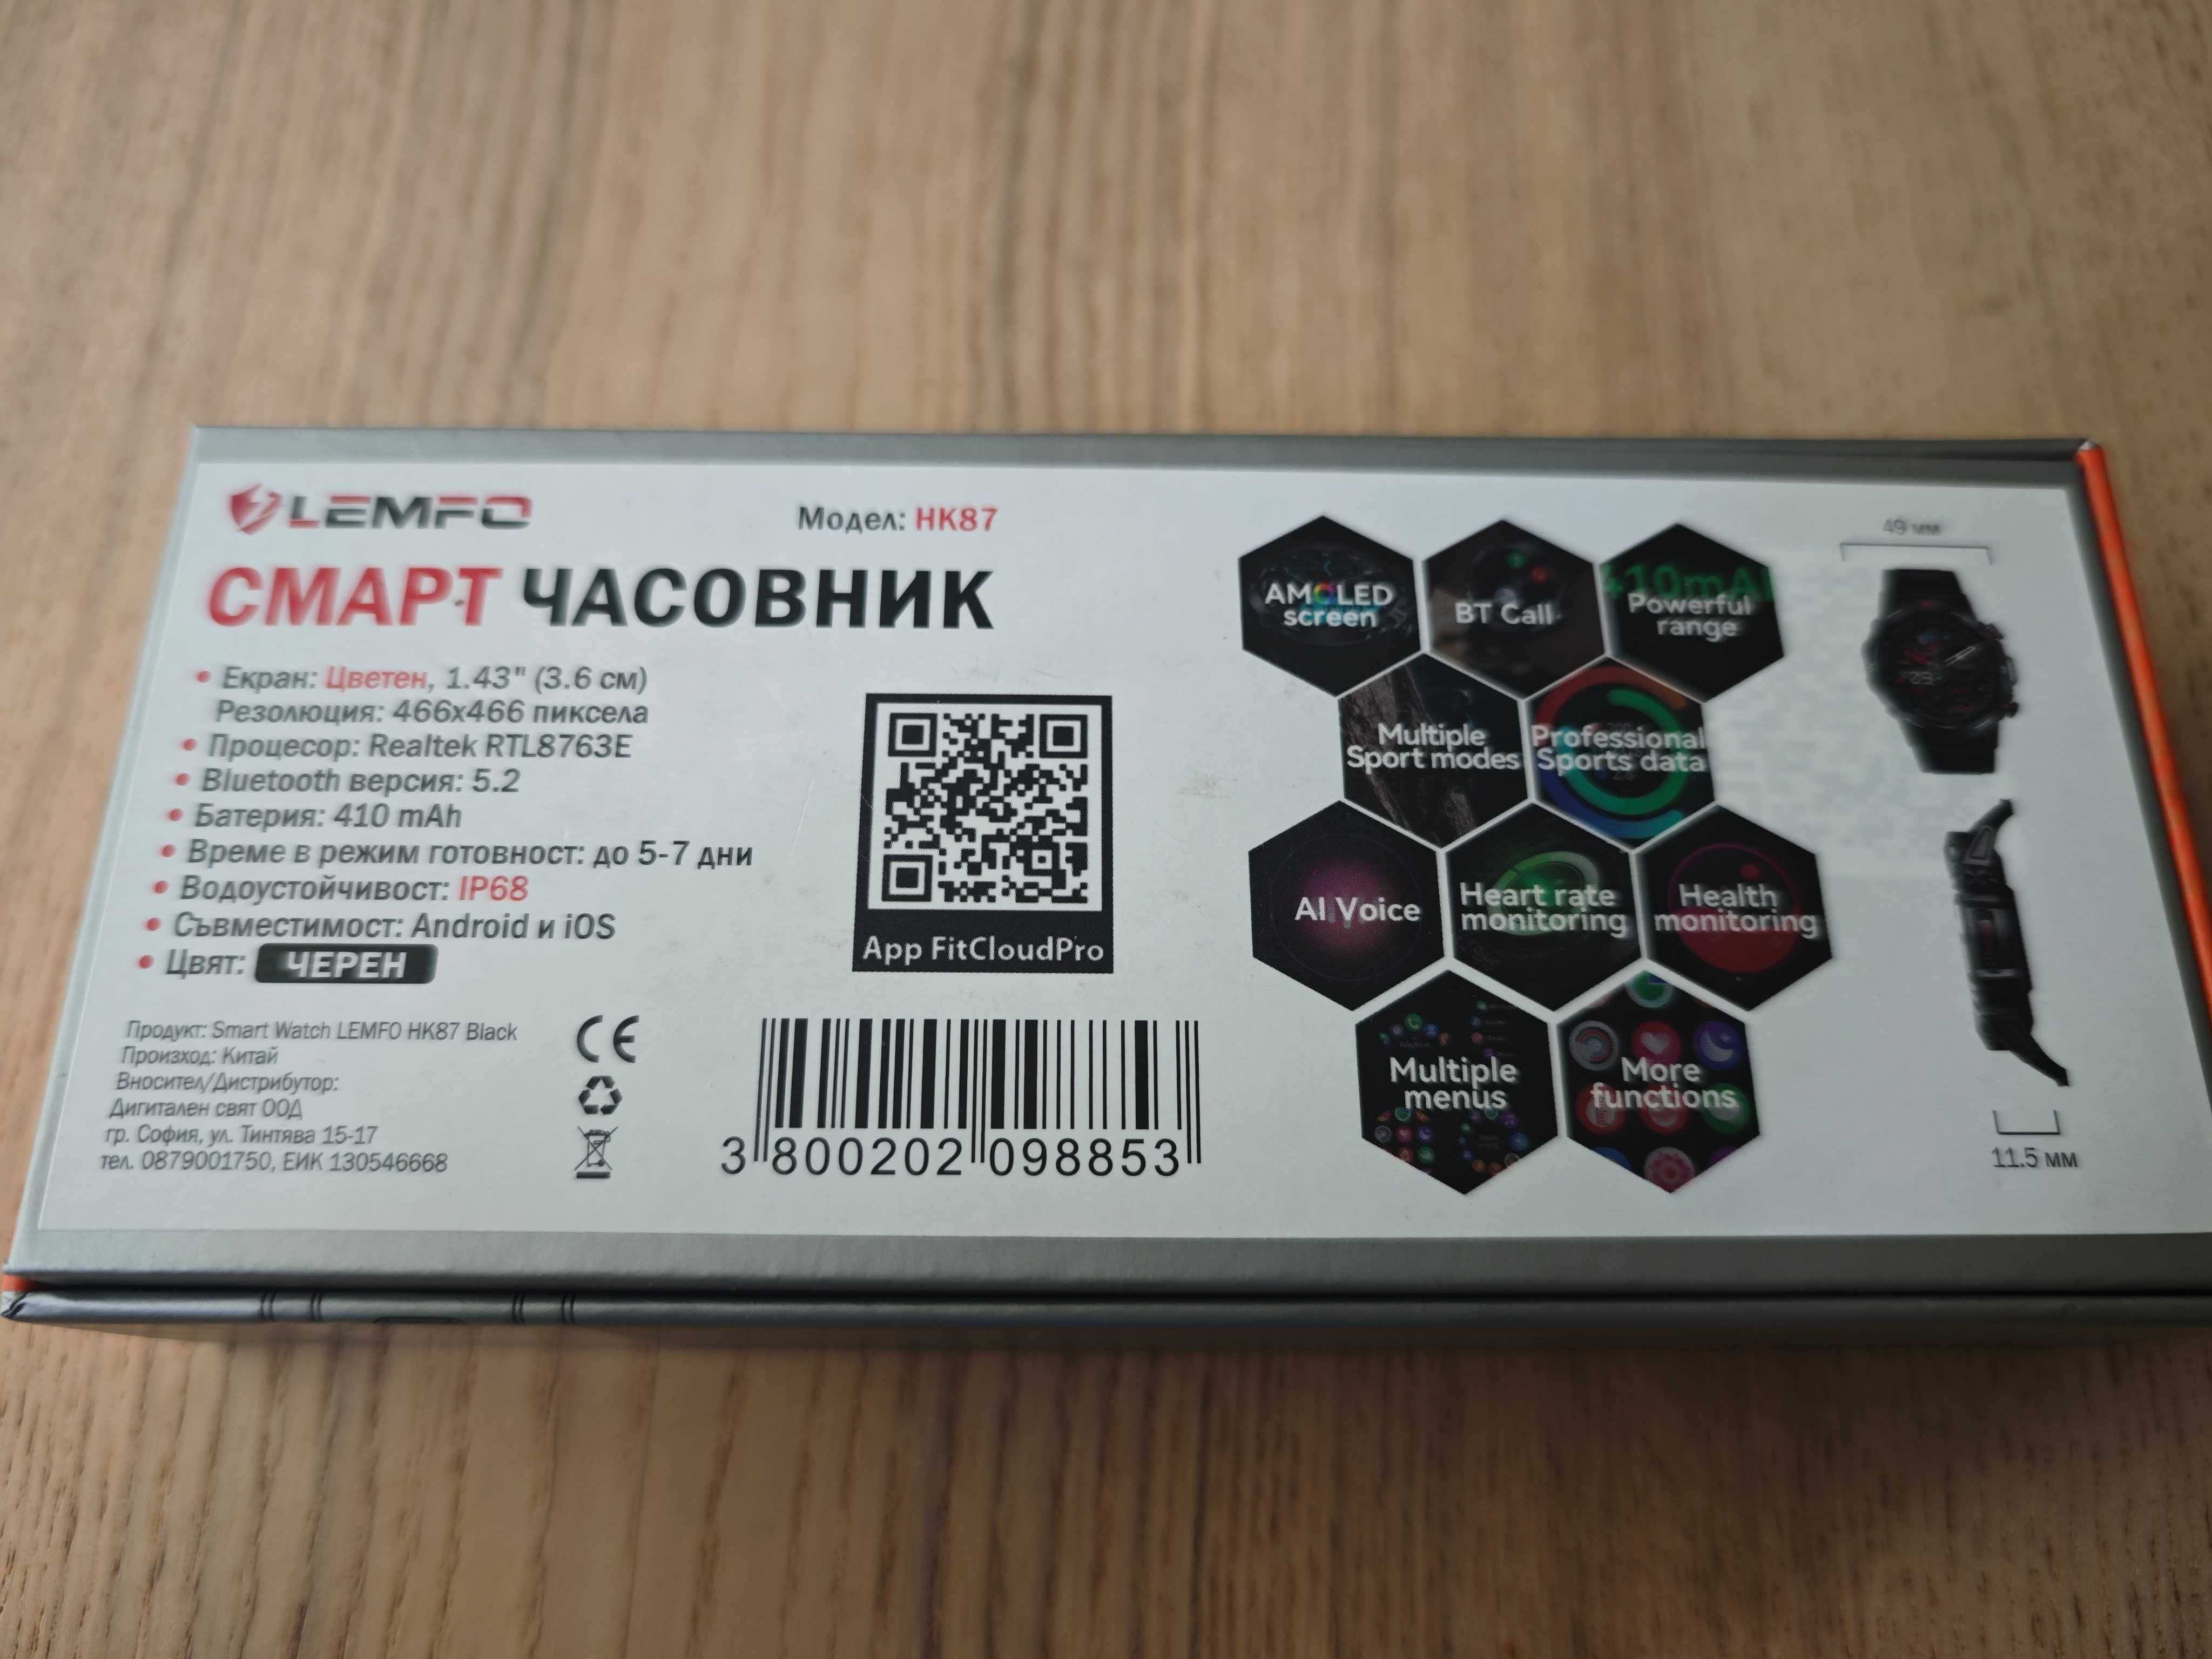 LEMFO
Модел: HK87
СМАРТ ЧАСОВНИК
• Екран: Цветен, 1.43" (3.6 см)
Резолюция: 466x466 пиксела
• Процесор: Realtek RTL8763E
• Bluetooth версия: 5.2
• Батерия: 410 mAh
• Време в режим готовност: до 5-7 дни
• Водоустойчивост: IP68
• Съвместимост: Android и iOS
• Цвят: ЧЕРЕН
Продукт: Smart Watch LEMFO HK87 Black
Произход: Китай
Вносител/Дистрибутор:
Дигитален свят ООД
гр. София, ул. Тинтява 15-17
тел. 0879001750, ЕИК 130546668
CE
App FitCloudPro
3 800202 098853
AMOLED
screen
BT Call
410mAh
Powerful
range
Multiple
Sport modes
Professional
Sports data
AI Voice
Heart rate
monitoring
Health
monitoring
Multiple
menus
More
functions
49 мм
11.5 мм